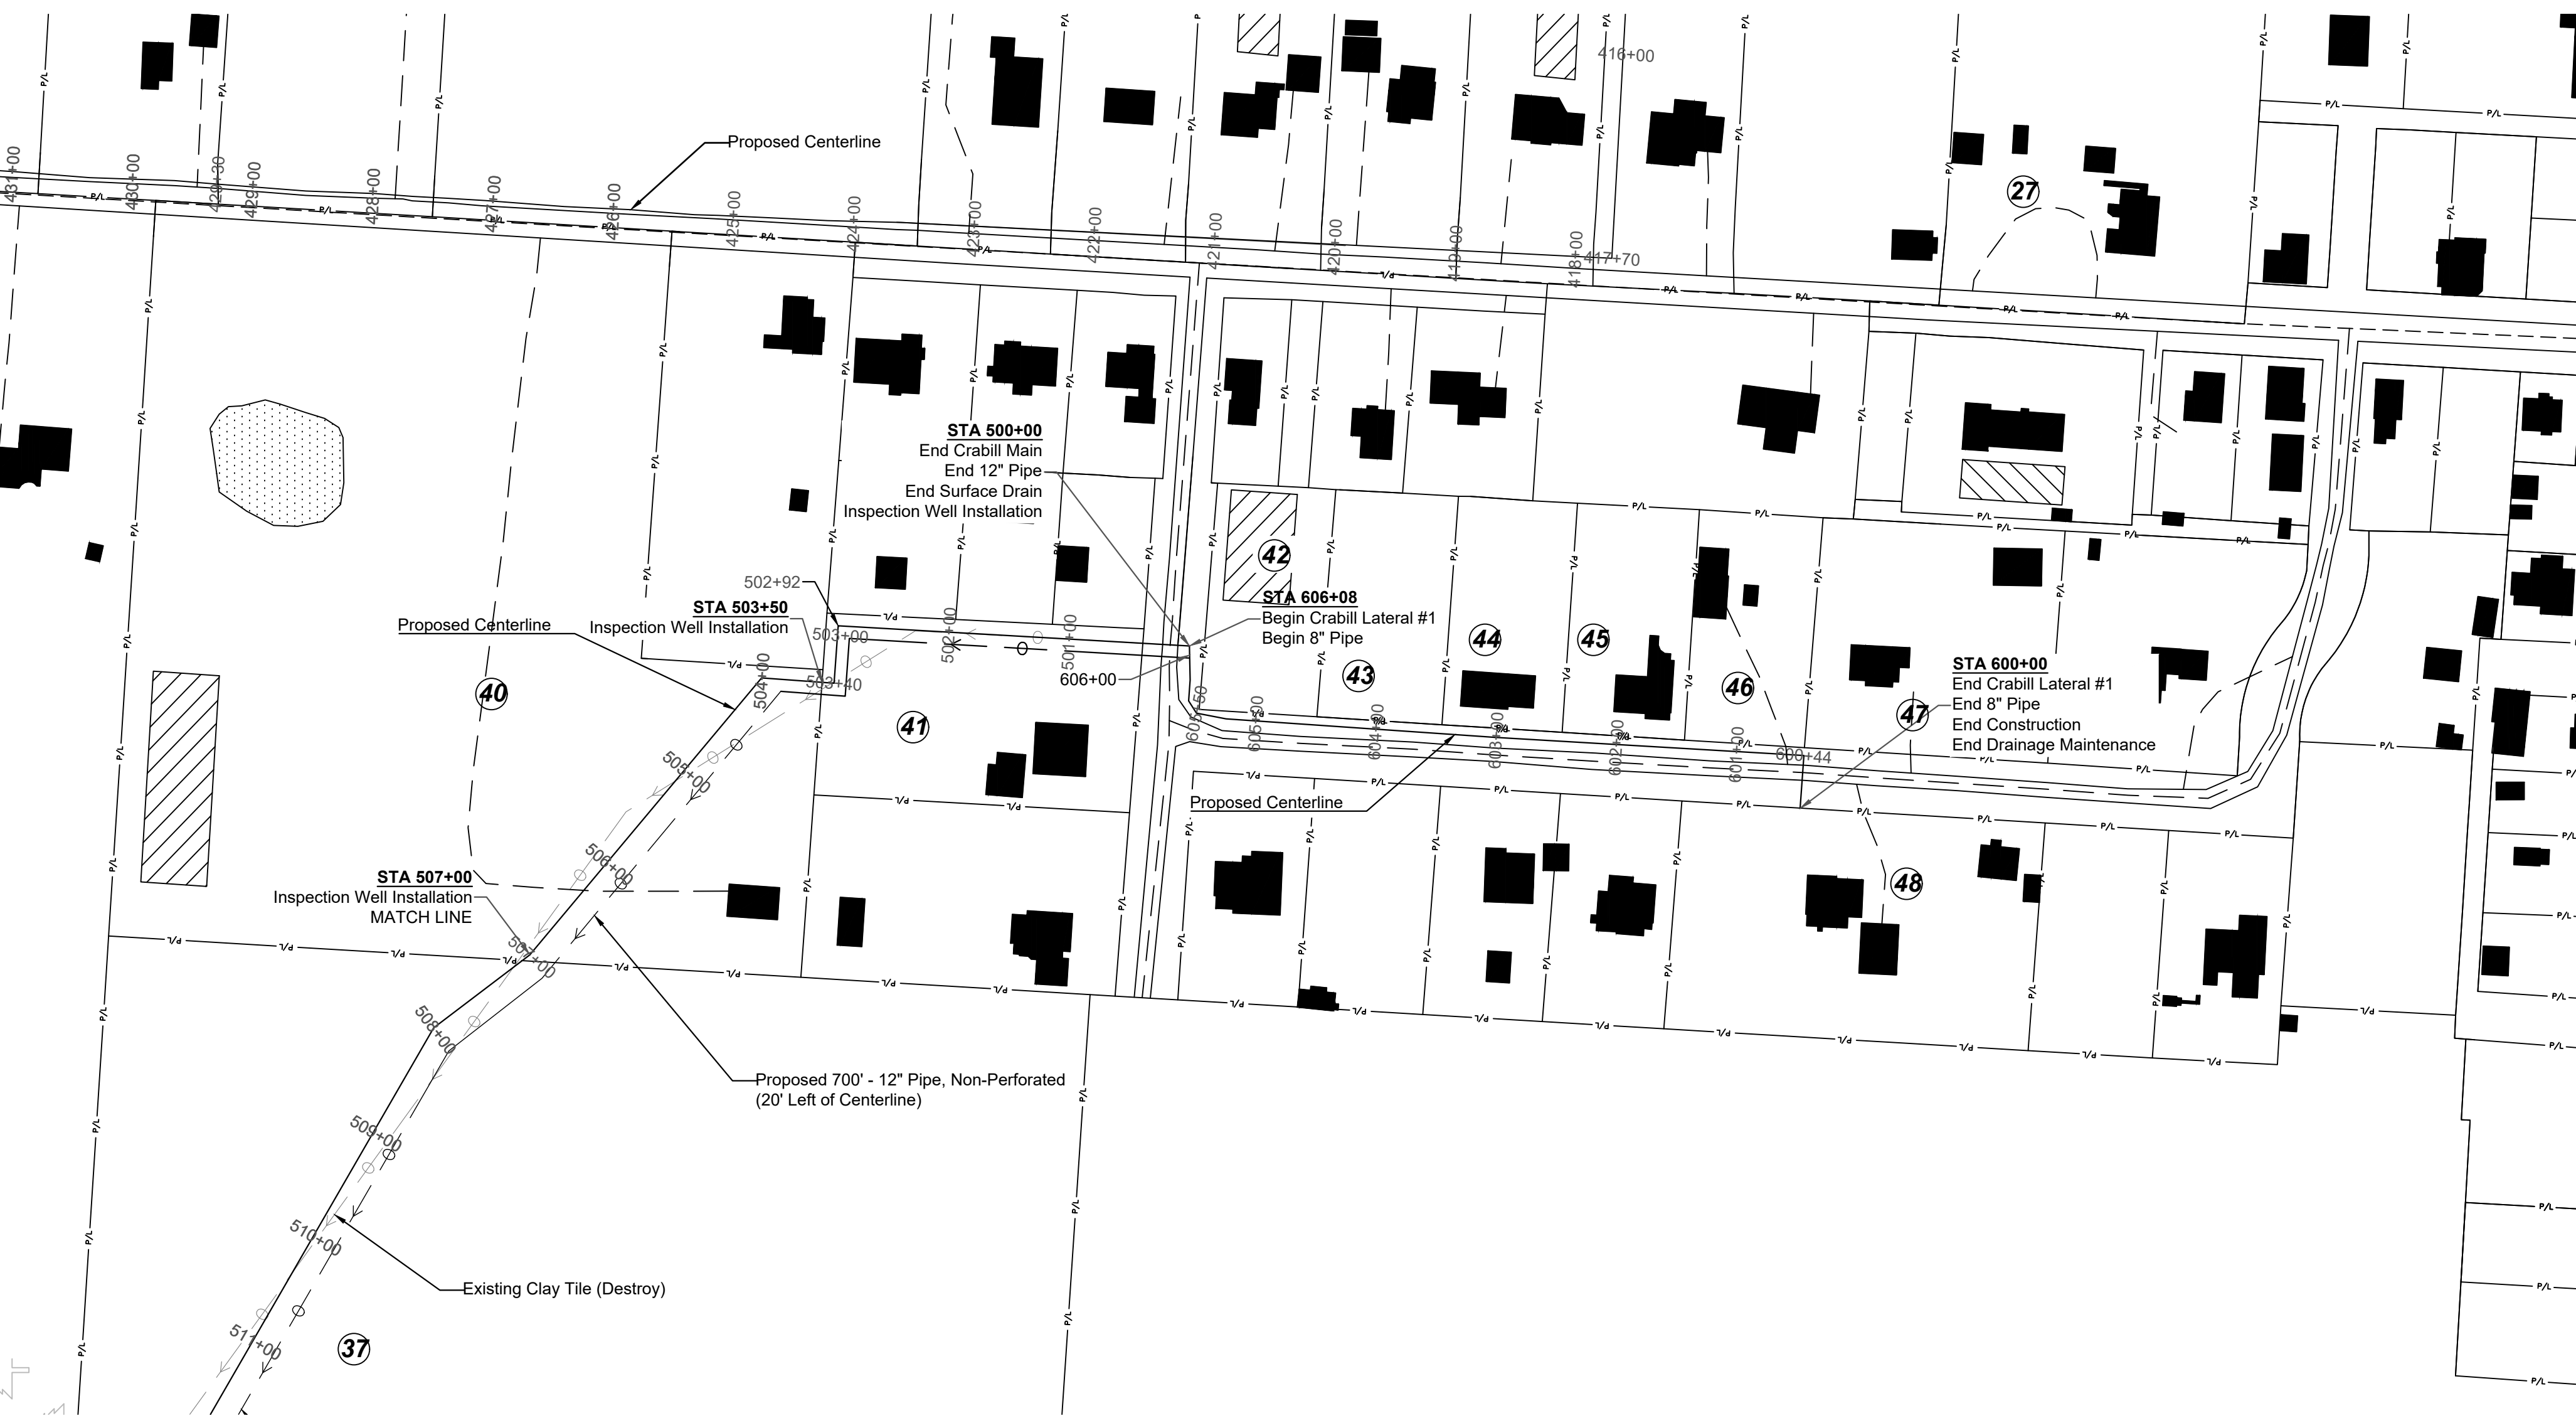 416+00
Proposed Centerline
431+00
430+00
429+30
429+00
428+00
427+00
426+00
425+00
424+00
423+00
422+00
421+00
420+00
419+00
418+00
417+70
27
STA 500+00
End Crabill Main
End 12" Pipe
End Surface Drain
Inspection Well Installation
42
502+92
STA 503+50
Inspection Well Installation
Proposed Centerline
503+00
502+00
501+00
STA 606+08
Begin Crabill Lateral #1
Begin 8" Pipe
606+00
504+00
503+40
40
41
43
44
45
46
47
STA 600+00
End Crabill Lateral #1
End 8" Pipe
End Construction
End Drainage Maintenance
605+50
605+00
604+00
603+00
602+00
601+00
600+44
Proposed Centerline
505+00
506+00
STA 507+00
Inspection Well Installation
MATCH LINE
507+00
48
508+00
Proposed 700' - 12" Pipe, Non-Perforated
(20' Left of Centerline)
509+00
510+00
Existing Clay Tile (Destroy)
511+00
37
P/L